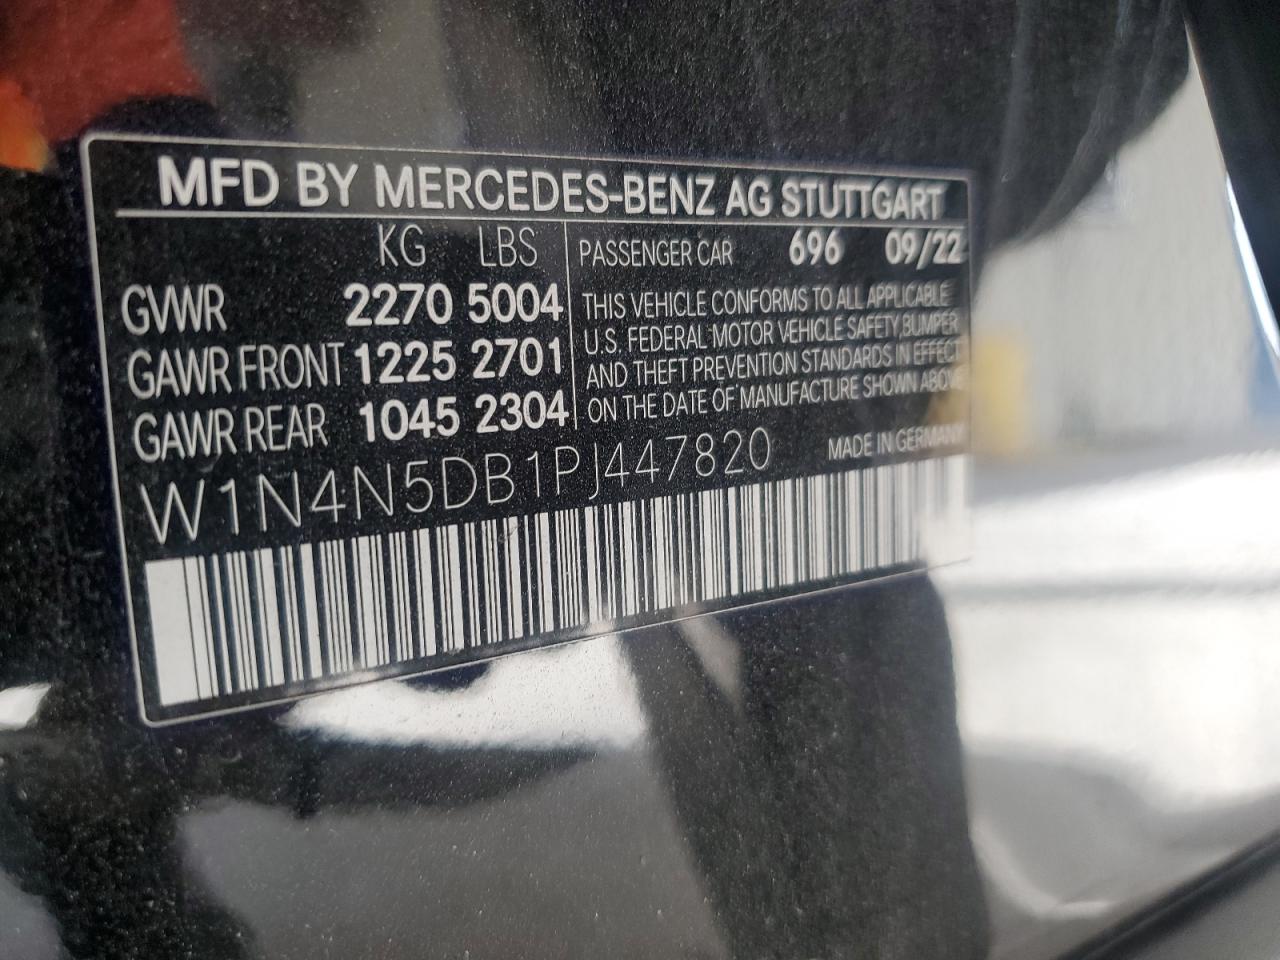 MFD BY MERCEDES-BENZ AG STUTTGART
KG LBS
GVWR 2270 5004
GAWR FRONT 1225 2701
GAWR REAR 1045 2304
PASSENGER CAR 696 09/22
THIS VEHICLE CONFORMS TO ALL APPLICABLE
U.S. FEDERAL MOTOR VEHICLE SAFETY, BUMPER
AND THEFT PREVENTION STANDARDS IN EFFECT
ON THE DATE OF MANUFACTURE SHOWN ABOVE
W1N4N5DB1PJ447820
MADE IN GERMANY